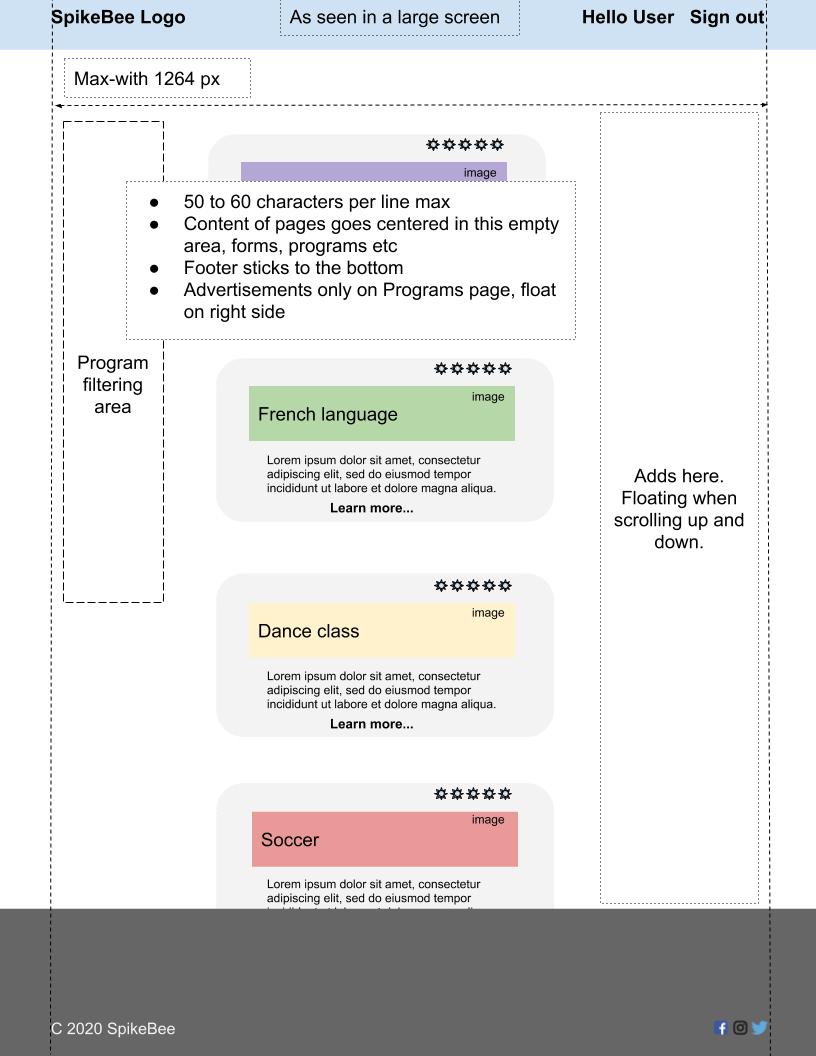 SpikeBee Logo
As seen in a large screen
Hello User Sign out
Max-with 1264 px
image
● 50 to 60 characters per line max
● Content of pages goes centered in this empty
area, forms, programs etc
● Footer sticks to the bottom
● Advertisements only on Programs page, float
on right side
Program
filtering
area
image
French language
Lorem ipsum dolor sit amet, consectetur
adipiscing elit, sed do eiusmod tempor
incididunt ut labore et dolore magna aliqua.
Learn more...
Adds here.
Floating when
scrolling up and
down.
image
Dance class
Lorem ipsum dolor sit amet, consectetur
adipiscing elit, sed do eiusmod tempor
incididunt ut labore et dolore magna aliqua.
Learn more...
image
Soccer
Lorem ipsum dolor sit amet, consectetur
adipiscing elit, sed do eiusmod tempor
C 2020 SpikeBee